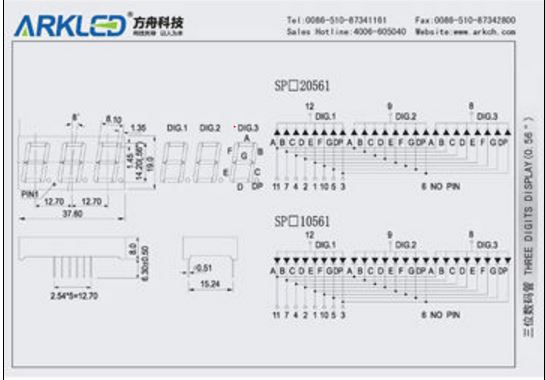 ARKLED® 方舟科技
Tel:0086-510-87341161 Fax:0086-510-87342800
Sales Hotline:4006-605040 Website:www.arkch.com
SP□20561
12 9 8
DIG.1 DIG.2 DIG.3
A B C D E F G DP A B C D E F G DP A B C D E F G DP
11 7 4 2 1 10 5 3 6 NO PIN
8° 8.10 1.35
DIG.1 DIG.2 DIG.3
A
F B
G
E C
D DP
14.20(.56") 19.0
PIN1
12.70 12.70
37.60
SP□10561
12 9 8
DIG.1 DIG.2 DIG.3
A B C D E F G DP A B C D E F G DP A B C D E F G DP
11 7 4 2 1 10 5 3 6 NO PIN
8.0
6.30±0.50
2.54*5=12.70
0.51
15.24
三位数码管 THREE DIGITS DISPLAY(0.56")